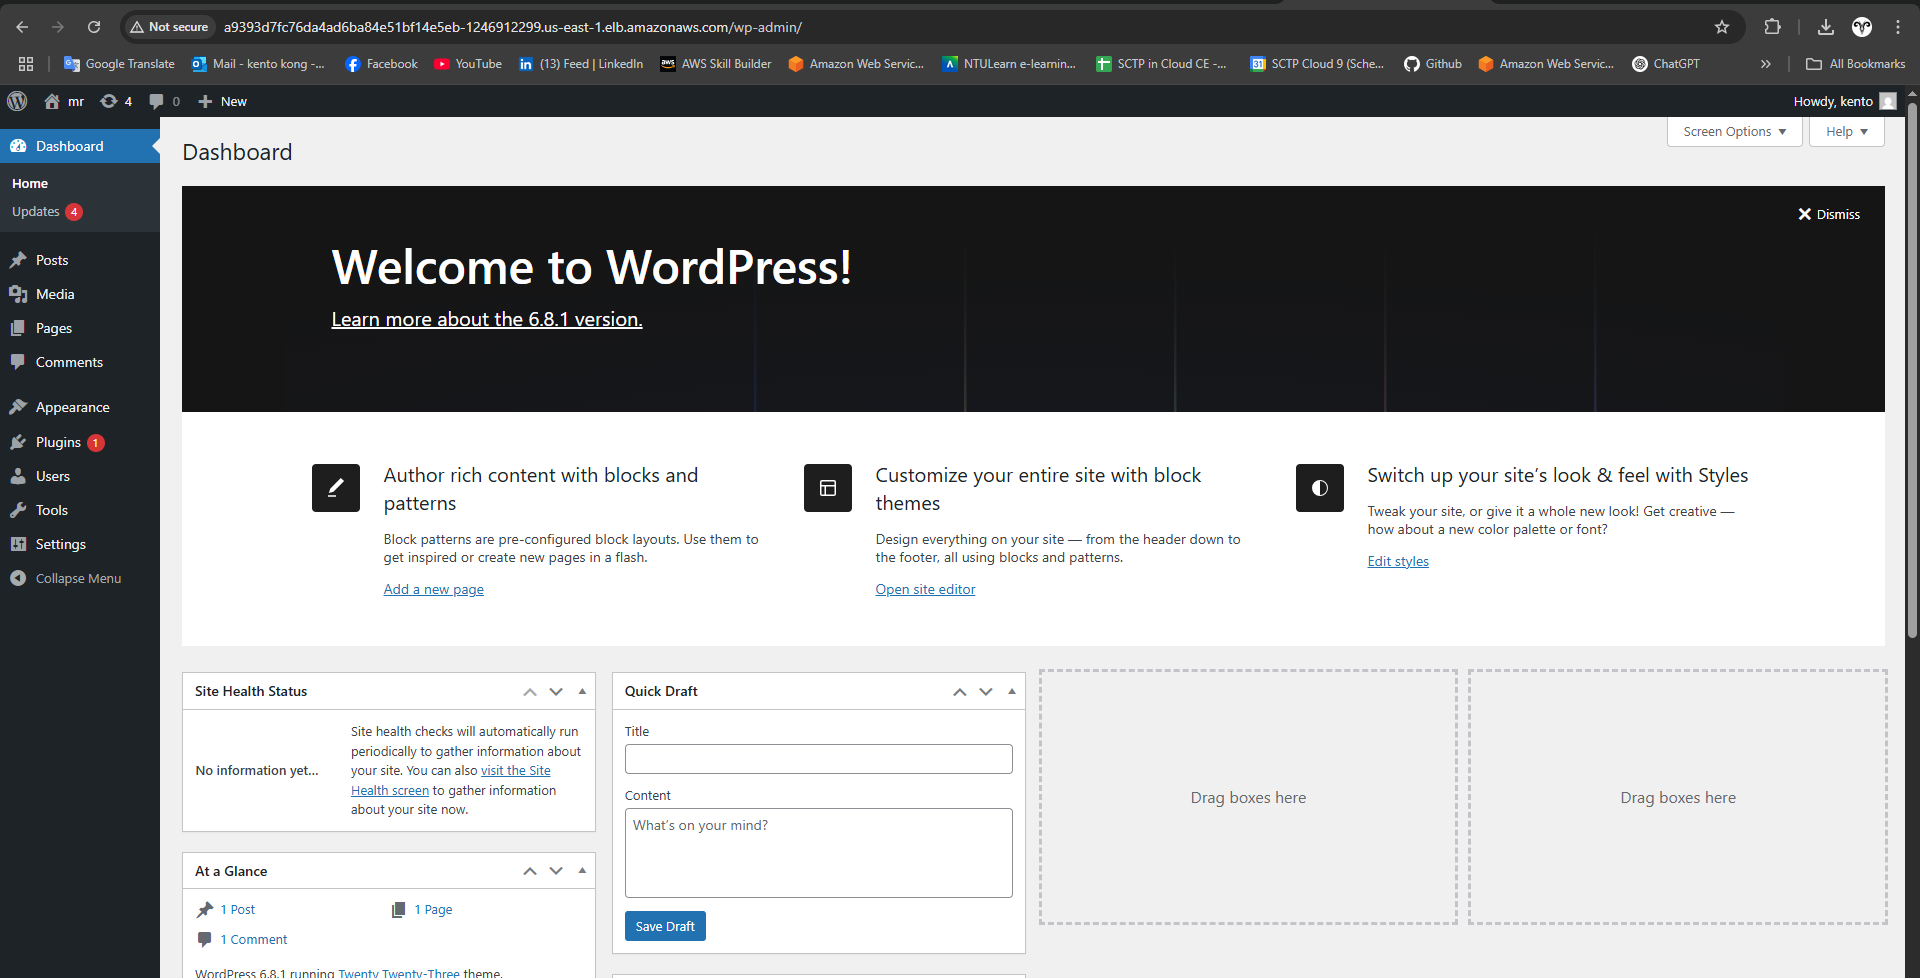 Not secure a9393d7fc76da4ad6ba84e51bf14e5eb-1246912299.us-east-1.elb.amazonaws.com/wp-admin/
Google Translate Mail - kento kong -... Facebook YouTube (13) Feed | LinkedIn AWS Skill Builder Amazon Web Servic... NTULearn e-learnin... SCTP in Cloud CE -... SCTP Cloud 9 (Sche... Github Amazon Web Servic... ChatGPT All Bookmarks
mr 4 0 New Howdy, kento
Screen Options Help
Dashboard
Home
Updates 4
Posts
Media
Pages
Comments
Appearance
Plugins 1
Users
Tools
Settings
Collapse Menu
Dashboard
Dismiss
Welcome to WordPress!
Learn more about the 6.8.1 version.
Author rich content with blocks and
patterns
Block patterns are pre-configured block layouts. Use them to
get inspired or create new pages in a flash.
Add a new page
Customize your entire site with block
themes
Design everything on your site — from the header down to
the footer, all using blocks and patterns.
Open site editor
Switch up your site’s look & feel with Styles
Tweak your site, or give it a whole new look! Get creative —
how about a new color palette or font?
Edit styles
Site Health Status
No information yet...
Site health checks will automatically run
periodically to gather information about
your site. You can also visit the Site
Health screen to gather information
about your site now.
At a Glance
1 Post 1 Page
1 Comment
WordPress 6.8.1 running Twenty Twenty-Three theme.
Quick Draft
Title
Content
What’s on your mind?
Save Draft
Drag boxes here
Drag boxes here